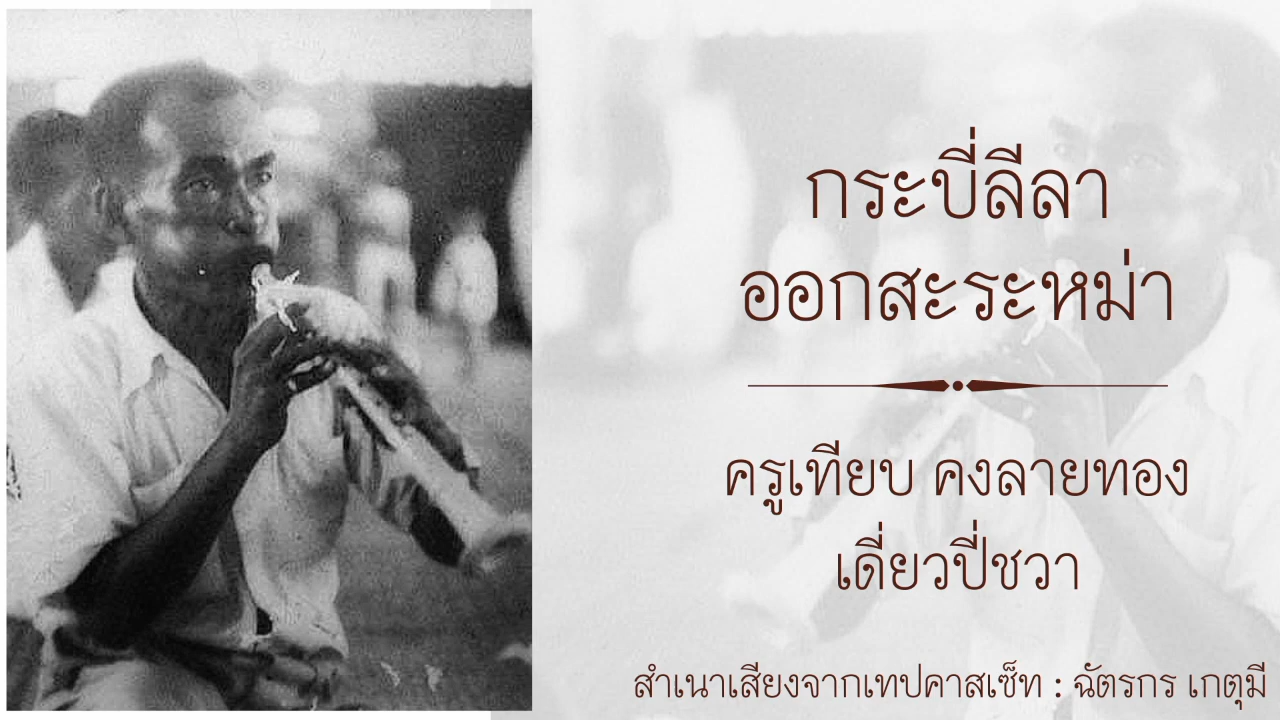 กระบี่ลีลา
ออกสะระหม่า
ครูเทียบ คงลายทอง
เดี่ยวปี่ชวา
สำเนาเสียงจากเทปคาสเซ็ท : ฉัตรกร เกตุมี